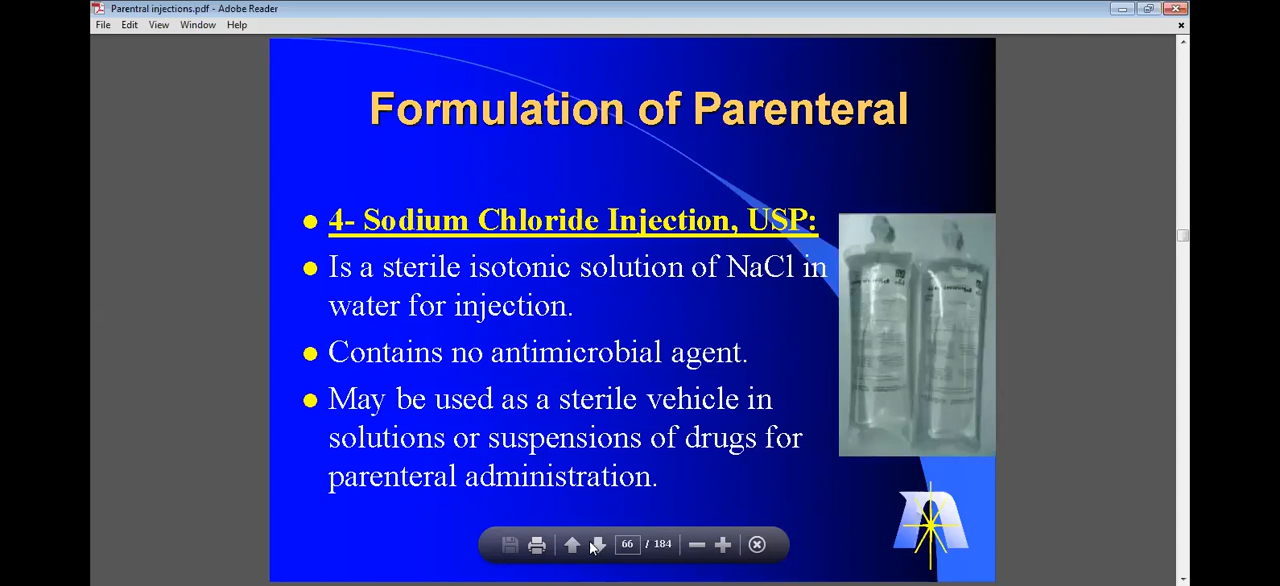 Parentral injections.pdf - Adobe Reader
File Edit View Window Help
Formulation of Parenteral
4- Sodium Chloride Injection, USP:
Is a sterile isotonic solution of NaCl in
water for injection.
Contains no antimicrobial agent.
May be used as a sterile vehicle in
solutions or suspensions of drugs for
parenteral administration.
66 / 184